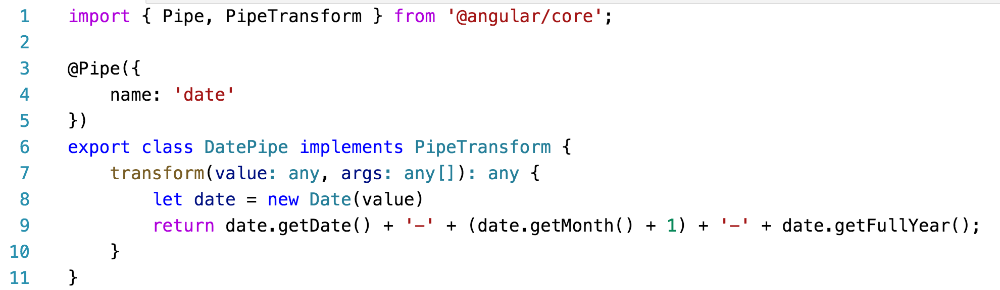 1 import { Pipe, PipeTransform } from '@angular/core';
2
3 @Pipe({
4     name: 'date'
5 })
6 export class DatePipe implements PipeTransform {
7     transform(value: any, args: any[]): any {
8         let date = new Date(value)
9         return date.getDate() + '-' + (date.getMonth() + 1) + '-' + date.getFullYear();
10     }
11 }